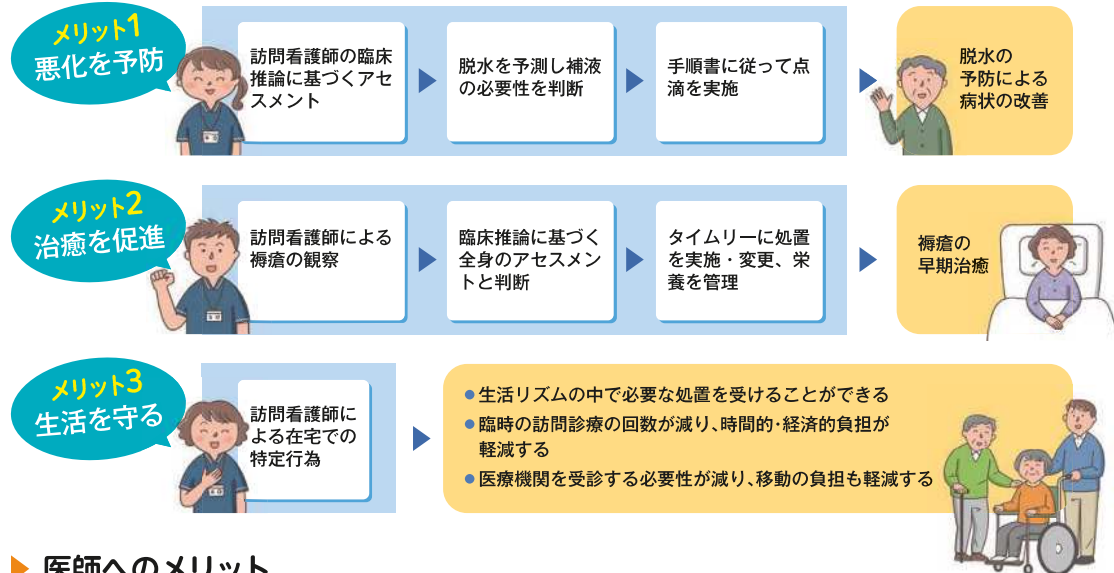 メリット1
悪化を予防
訪問看護師の臨床
推論に基づくアセ
スメント
脱水を予測し補液
の必要性を判断
手順書に従って点
滴を実施
脱水の
予防による
病状の改善
メリット2
治癒を促進
訪問看護師による
褥瘡の観察
臨床推論に基づく
全身のアセスメン
トと判断
タイムリーに処置
を実施・変更、栄
養を管理
褥瘡の
早期治癒
メリット3
生活を守る
訪問看護師に
よる在宅での
特定行為
●生活リズムの中で必要な処置を受けることができる
●臨時の訪問診療の回数が減り、時間的・経済的負担が
軽減する
●医療機関を受診する必要性が減り、移動の負担も軽減する
医師へのメリット